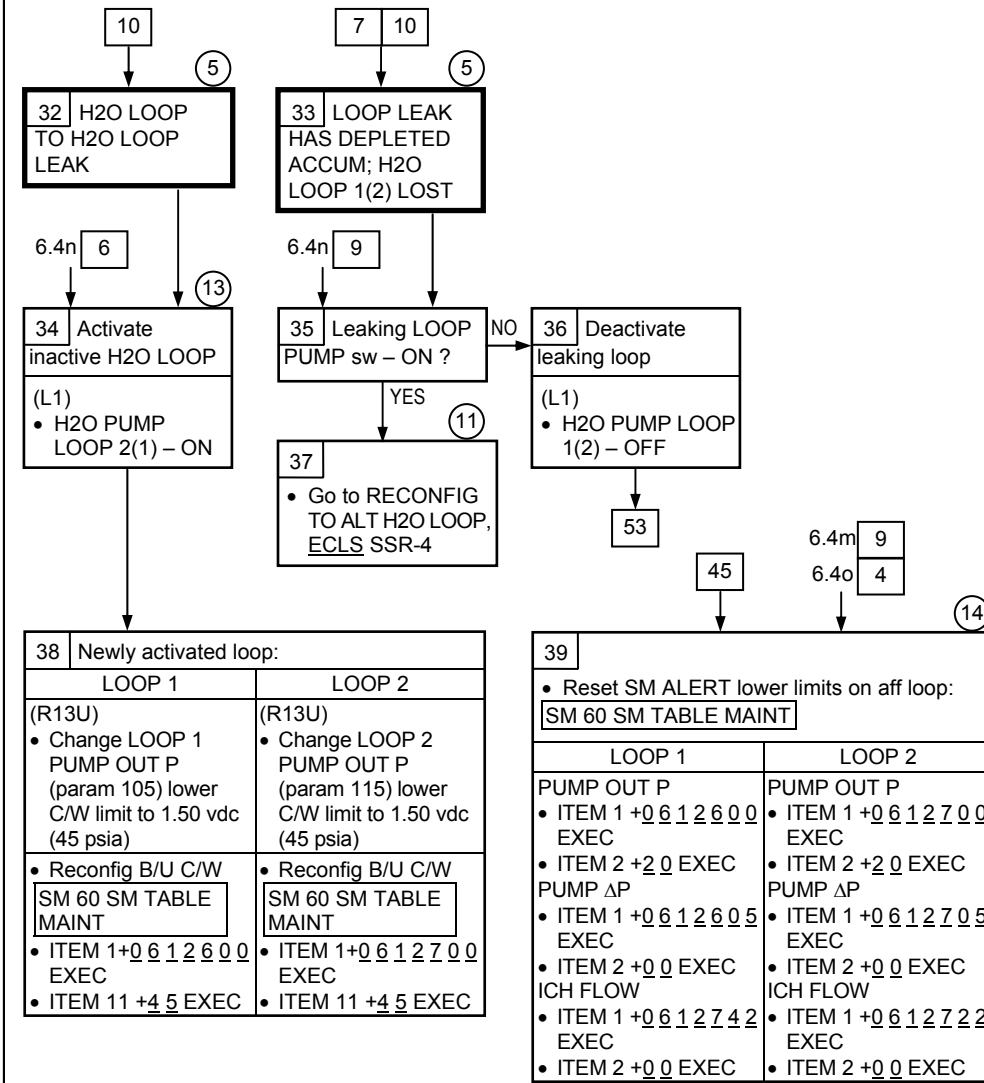 10
5
32 H2O LOOP
TO H2O LOOP
LEAK
7 10
5
33 LOOP LEAK
HAS DEPLETED
ACCUM; H2O
LOOP 1(2) LOST
6.4n 6
13
34 Activate
inactive H2O LOOP
(L1)
• H2O PUMP
LOOP 2(1) – ON
6.4n 9
35 Leaking LOOP
PUMP sw – ON ?
NO
YES
36 Deactivate
leaking loop
(L1)
• H2O PUMP LOOP
1(2) – OFF
53
11
37
• Go to RECONFIG
TO ALT H2O LOOP,
ECLS SSR-4
38 Newly activated loop:
LOOP 1
(R13U)
• Change LOOP 1
PUMP OUT P
(param 105) lower
C/W limit to 1.50 vdc
(45 psia)
• Reconfig B/U C/W
SM 60 SM TABLE
MAINT
• ITEM 1+0 6 1 2 6 0 0
EXEC
• ITEM 11 +4 5 EXEC
LOOP 2
(R13U)
• Change LOOP 2
PUMP OUT P
(param 115) lower
C/W limit to 1.50 vdc
(45 psia)
• Reconfig B/U C/W
SM 60 SM TABLE
MAINT
• ITEM 1+0 6 1 2 7 0 0
EXEC
• ITEM 11 +4 5 EXEC
45
6.4m 9
6.4o 4
14
39
• Reset SM ALERT lower limits on aff loop:
SM 60 SM TABLE MAINT
LOOP 1
PUMP OUT P
• ITEM 1 +0 6 1 2 6 0 0
EXEC
• ITEM 2 +2 0 EXEC
PUMP ∆P
• ITEM 1 +0 6 1 2 6 0 5
EXEC
• ITEM 2 +0 0 EXEC
ICH FLOW
• ITEM 1 +0 6 1 2 7 4 2
EXEC
• ITEM 2 +0 0 EXEC
LOOP 2
PUMP OUT P
• ITEM 1 +0 6 1 2 7 0 0
EXEC
• ITEM 2 +2 0 EXEC
PUMP ∆P
• ITEM 1 +0 6 1 2 7 0 5
EXEC
• ITEM 2 +0 0 EXEC
ICH FLOW
• ITEM 1 +0 6 1 2 7 2 2
EXEC
• ITEM 2 +0 0 EXEC